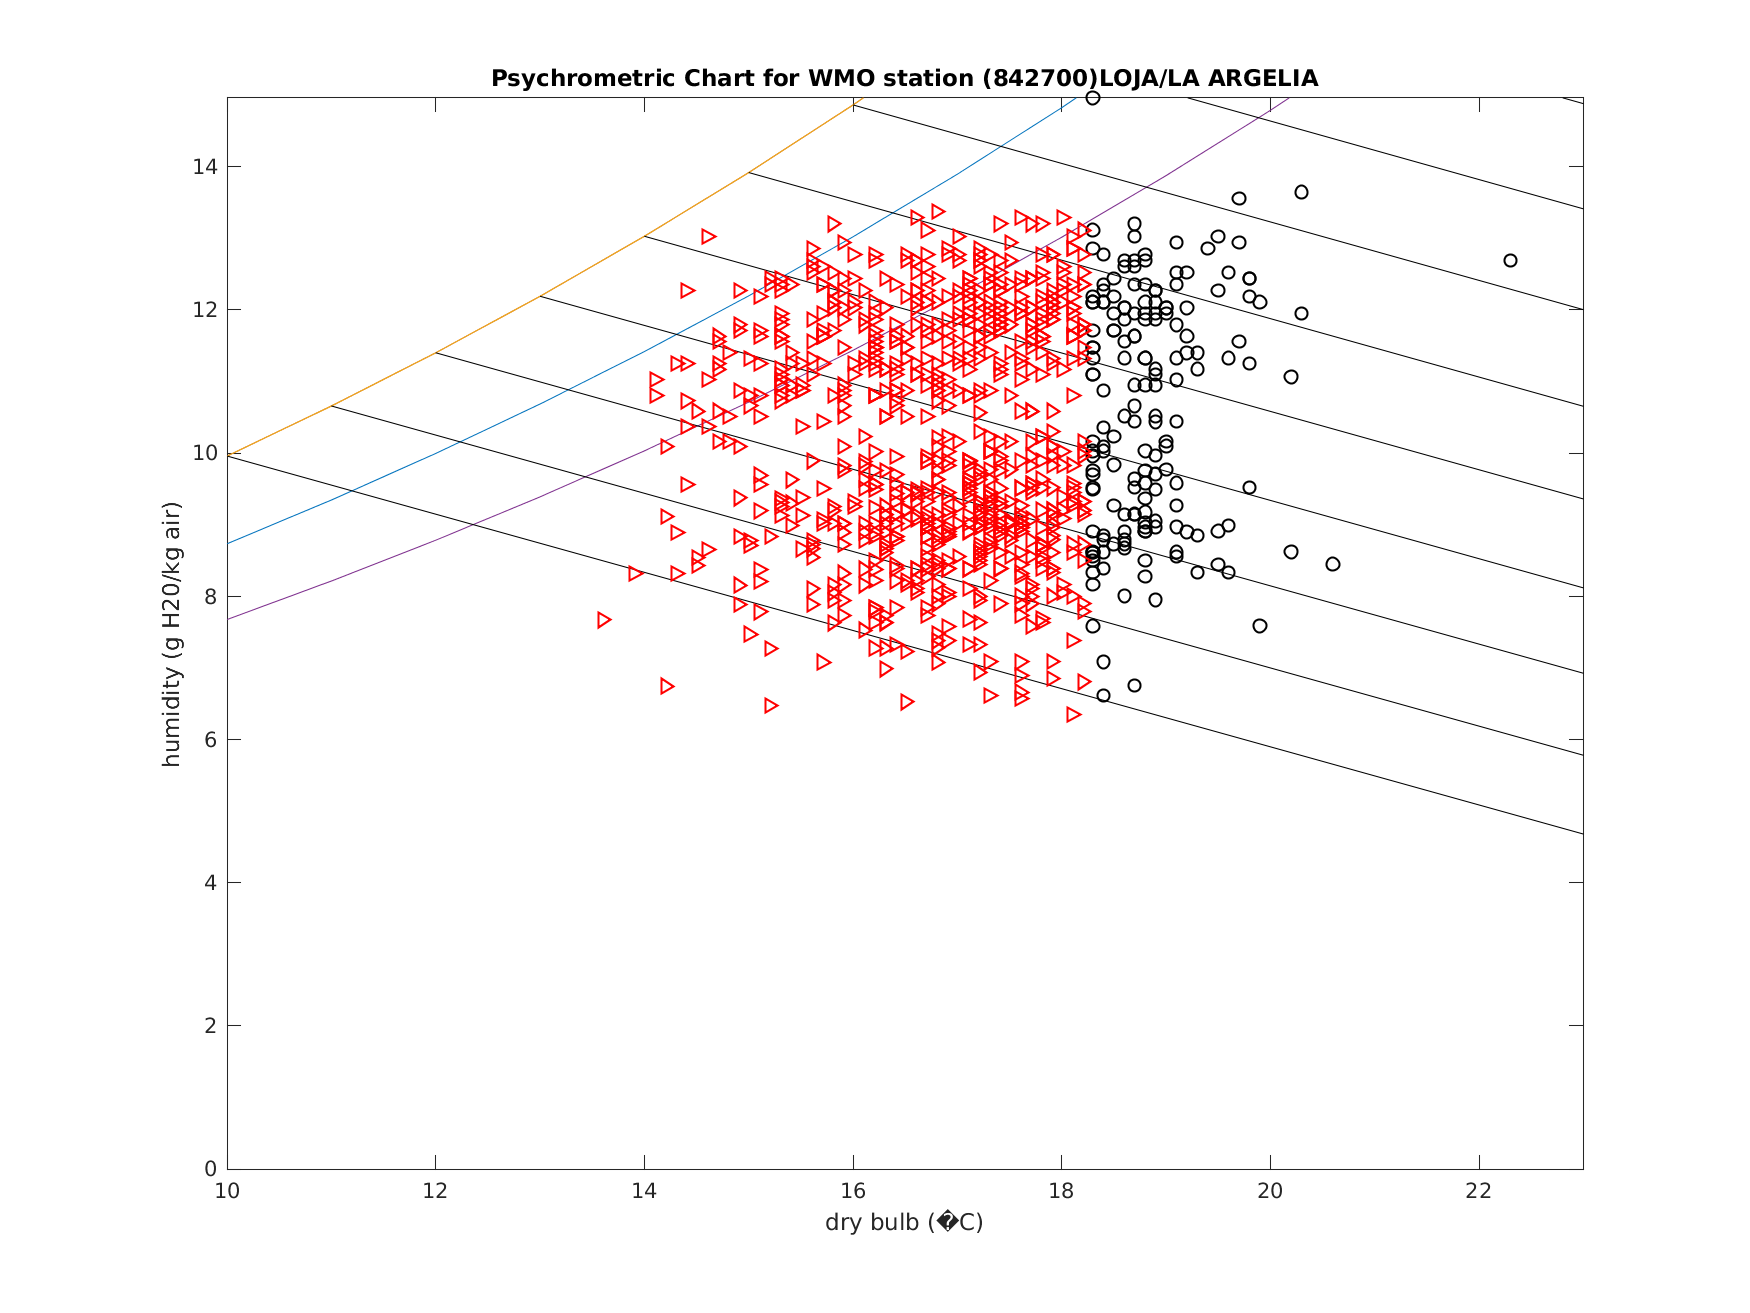 Psychrometric Chart for WMO station (842700)LOJA/LA ARGELIA
14
12
10
8
6
4
2
0
humidity (g H20/kg air)
10 12 14 16 18 20 22
dry bulb (�C)